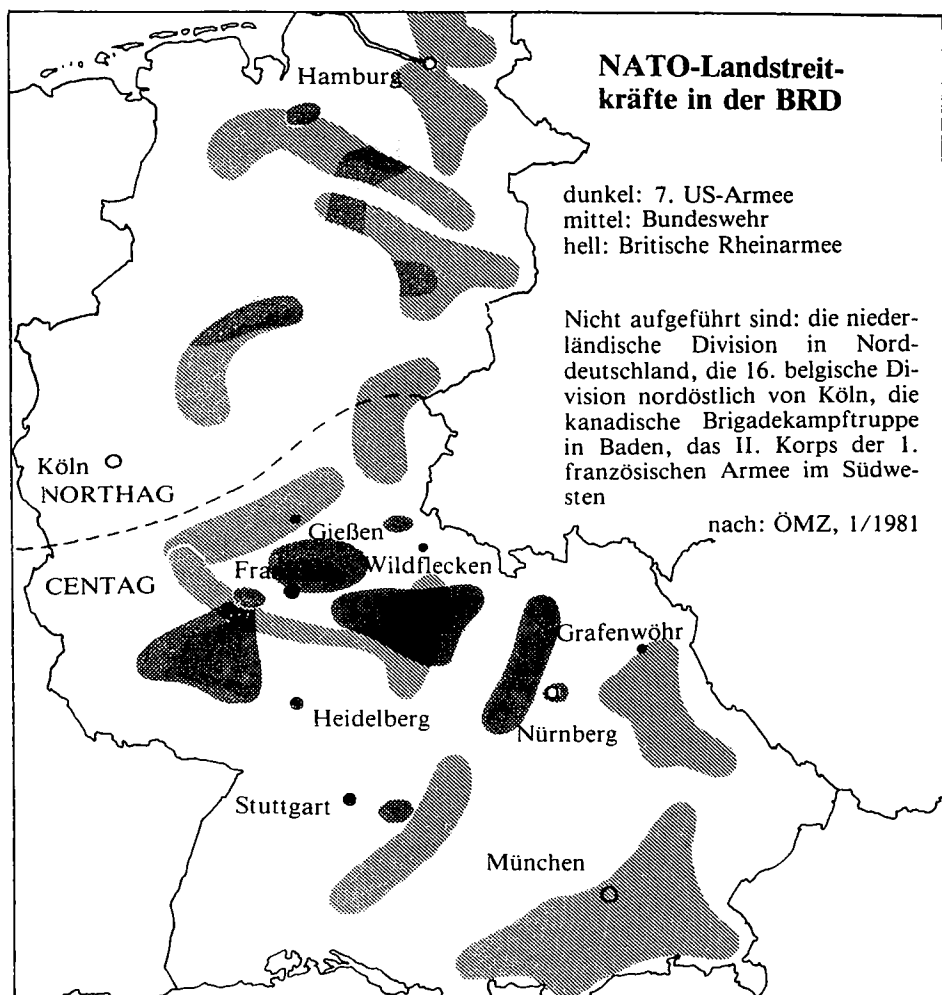 NATO-Landstreit-
kräfte in der BRD
Hamburg
dunkel: 7. US-Armee
mittel: Bundeswehr
hell: Britische Rheinarmee
Nicht aufgeführt sind: die nieder-
ländische Division in Nord-
deutschland, die 16. belgische Di-
vision nordöstlich von Köln, die
kanadische Brigadekampftruppe
in Baden, das II. Korps der 1.
französischen Armee im Südwe-
sten
nach: ÖMZ, 1/1981
Köln
NORTHAG
Gießen
Wildflecken
CENTAG
Grafenwöhr
Heidelberg
Nürnberg
Stuttgart
München